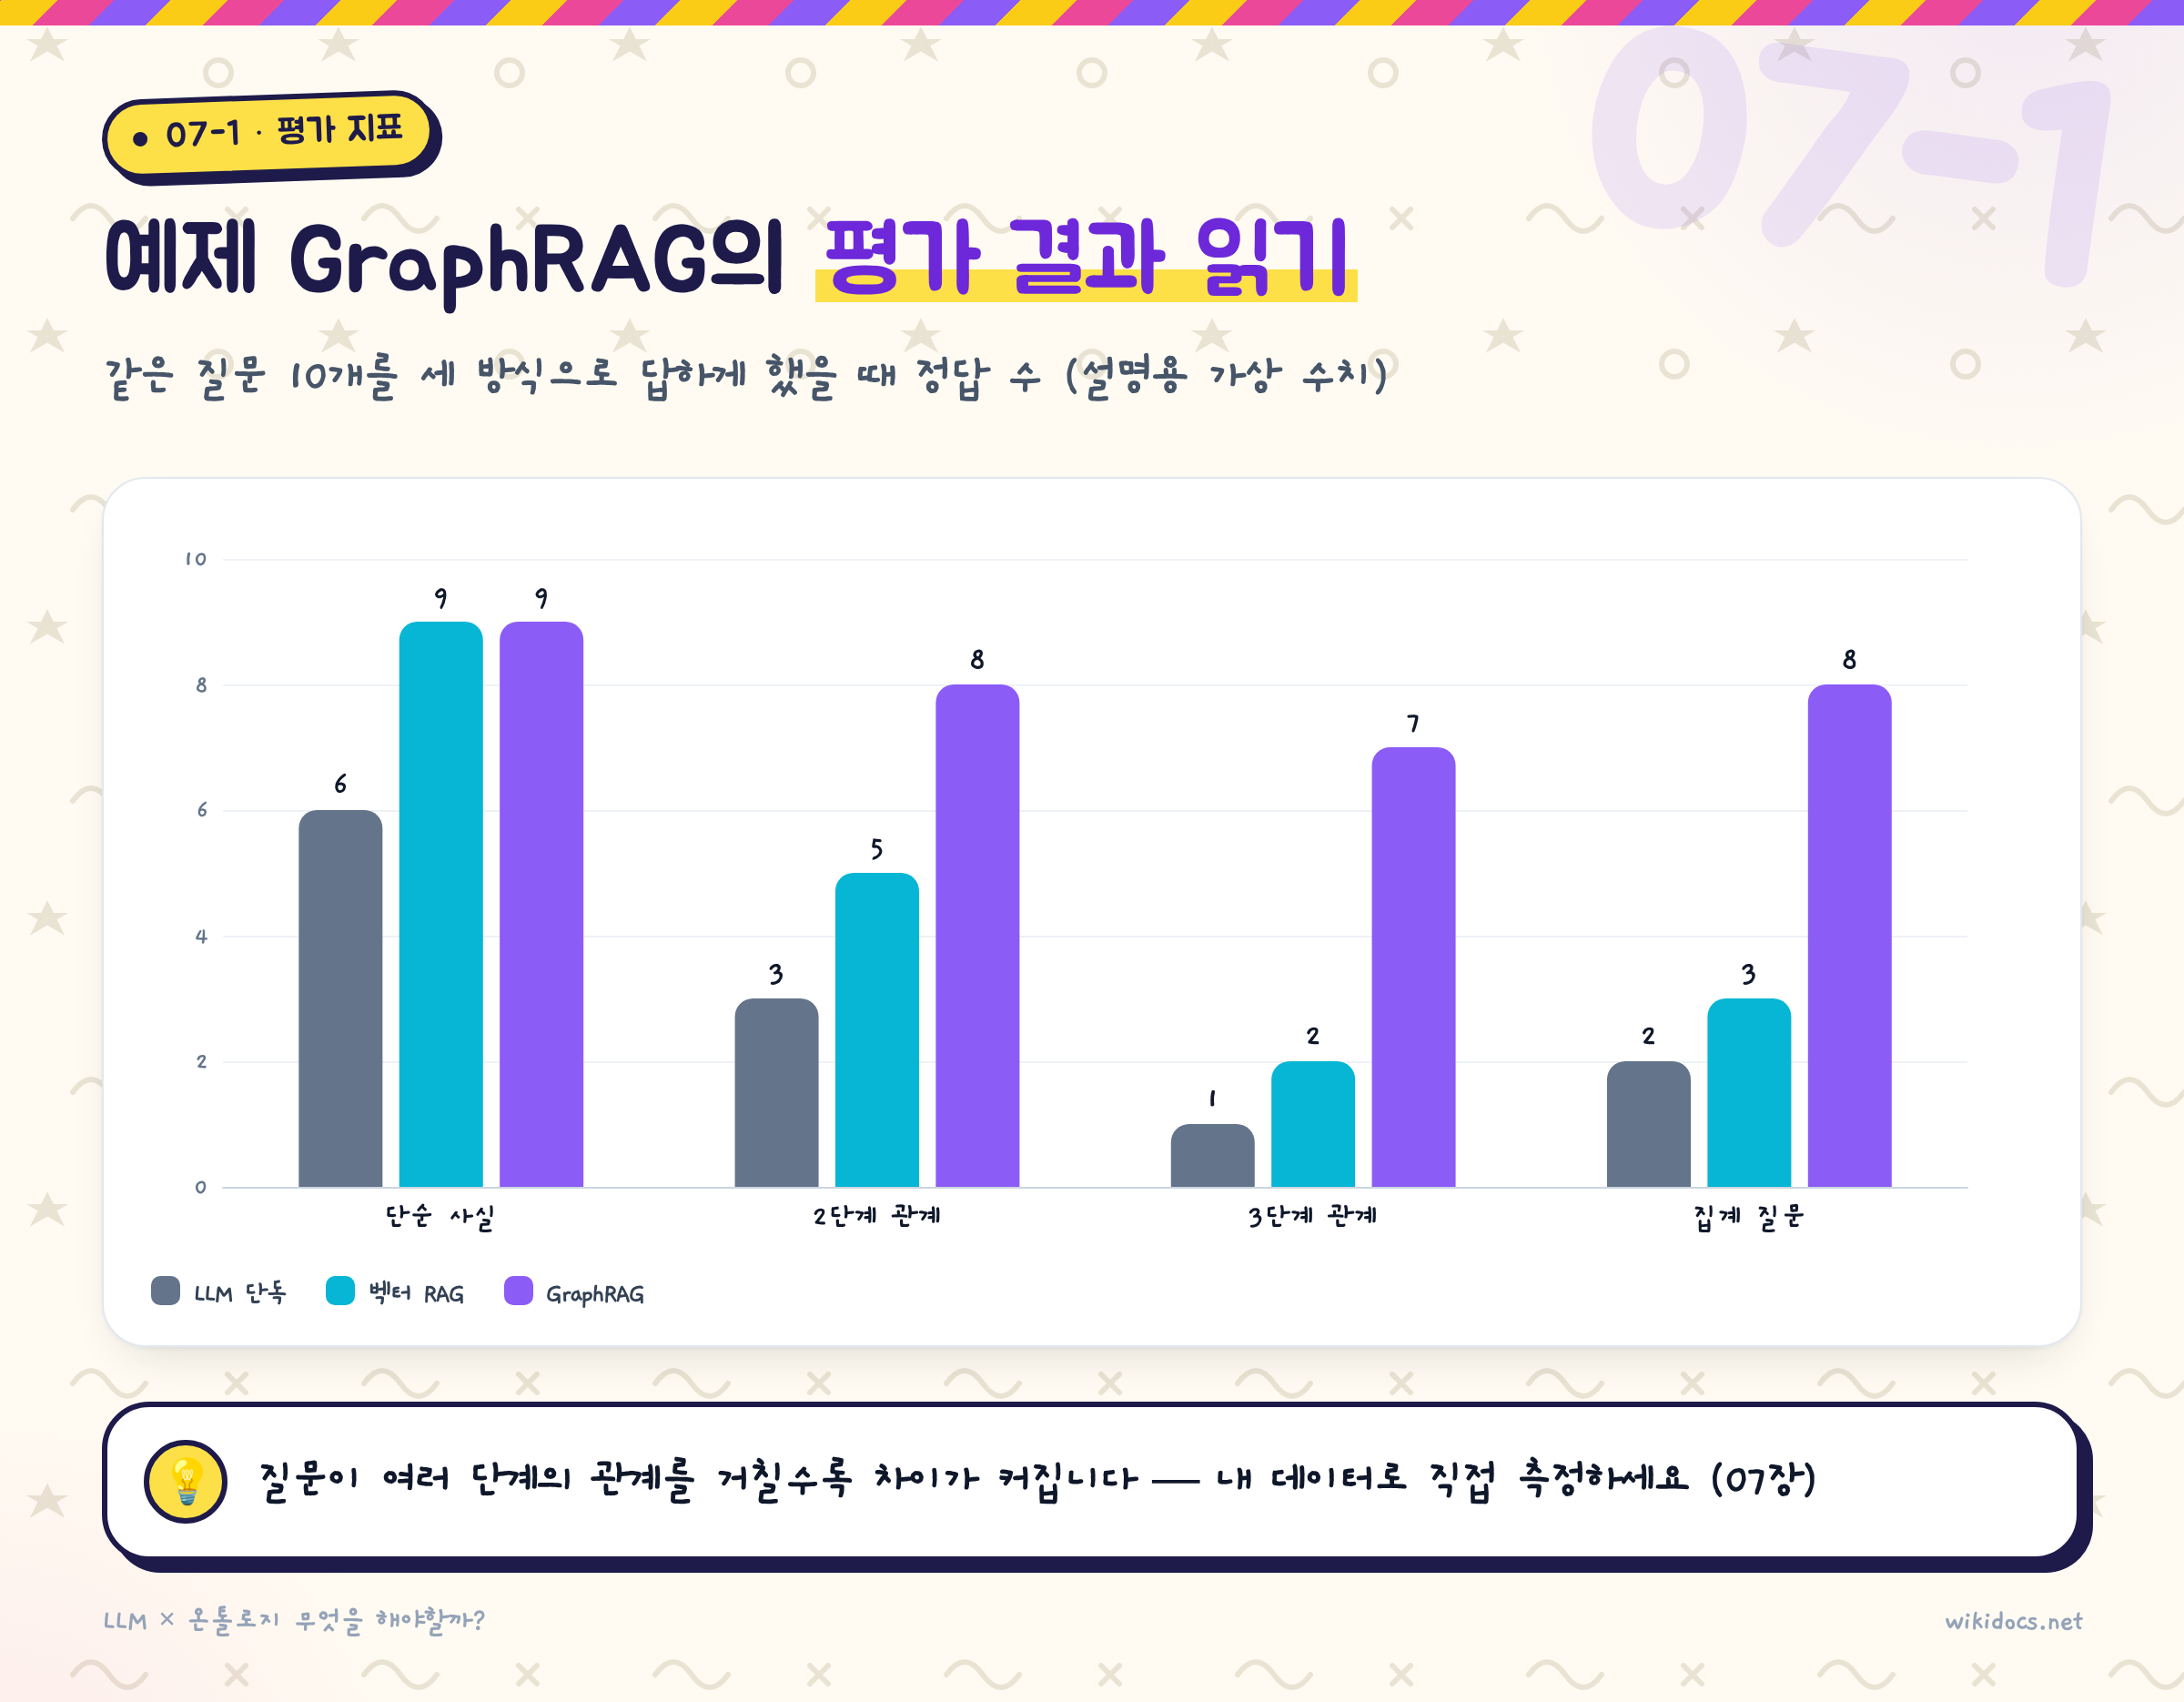 07-1
07-1 · 평가 지표
예제 GraphRAG의 평가 결과 읽기
같은 질문 10개를 세 방식으로 답하게 했을 때 정답 수 (설명용 가상 수치)
10
8
6
4
2
0
6
9
9
3
5
8
1
2
7
2
3
8
단순 사실
2단계 관계
3단계 관계
집계 질문
LLM 단독
벡터 RAG
GraphRAG
질문이 여러 단계의 관계를 거칠수록 차이가 커집니다 — 내 데이터로 직접 측정하세요 (07장)
LLM × 온톨로지 무엇을 해야할까?
wikidocs.net